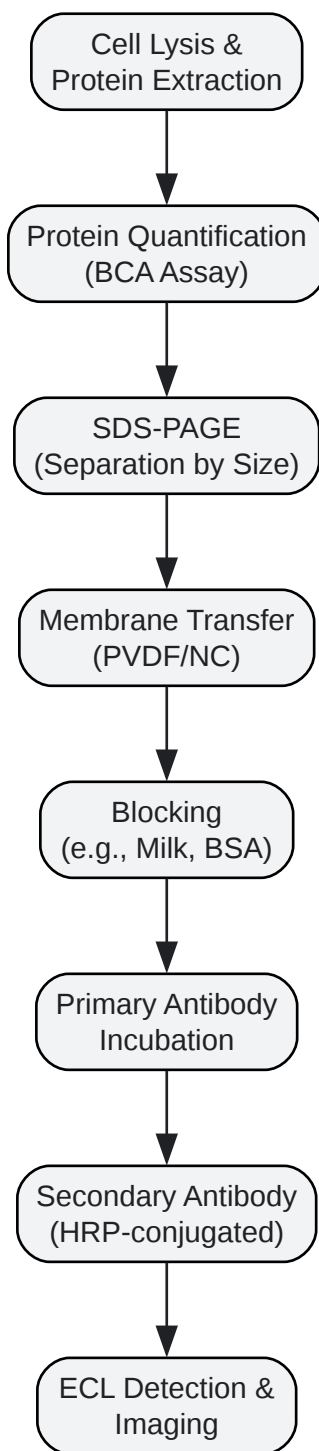 Cell Lysis &
Protein Extraction
Protein Quantification
(BCA Assay)
SDS-PAGE
(Separation by Size)
Membrane Transfer
(PVDF/NC)
Blocking
(e.g., Milk, BSA)
Primary Antibody
Incubation
Secondary Antibody
(HRP-conjugated)
ECL Detection &
Imaging